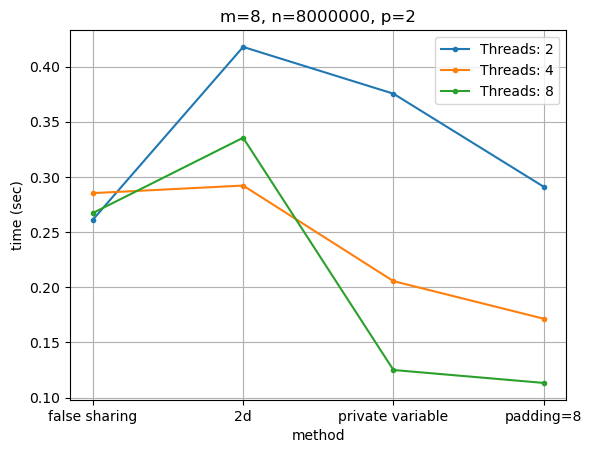 m=8, n=8000000, p=2
Threads: 2
Threads: 4
Threads: 8
time (sec)
0.40
0.35
0.30
0.25
0.20
0.15
0.10
false sharing
2d
private variable
padding=8
method